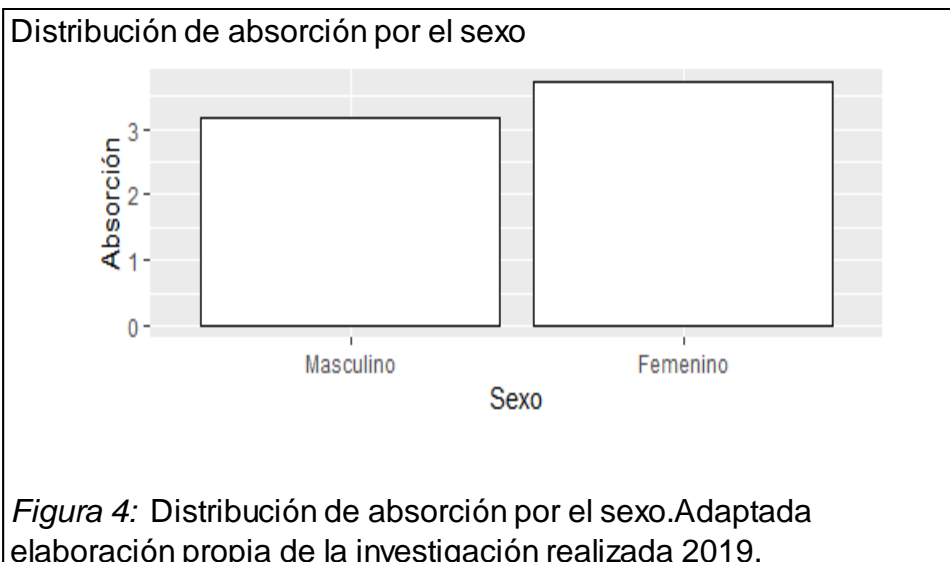 Distribución de absorción por el sexo
Absorción
3
2
1
0
Masculino Femenino
Sexo
Figura 4: Distribución de absorción por el sexo.Adaptada
elaboración propia de la investigación realizada 2019.